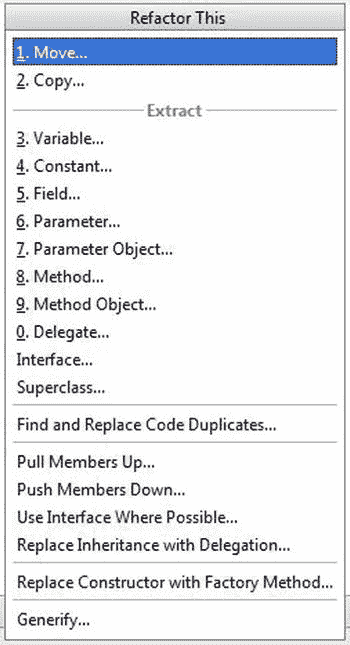 Refactor This
1. Move...
2. Copy...
Extract
3. Variable...
4. Constant...
5. Field...
6. Parameter...
7. Parameter Object...
8. Method...
9. Method Object...
0. Delegate...
Interface...
Superclass...
Find and Replace Code Duplicates...
Pull Members Up...
Push Members Down...
Use Interface Where Possible...
Replace Inheritance with Delegation...
Replace Constructor with Factory Method...
Generify...